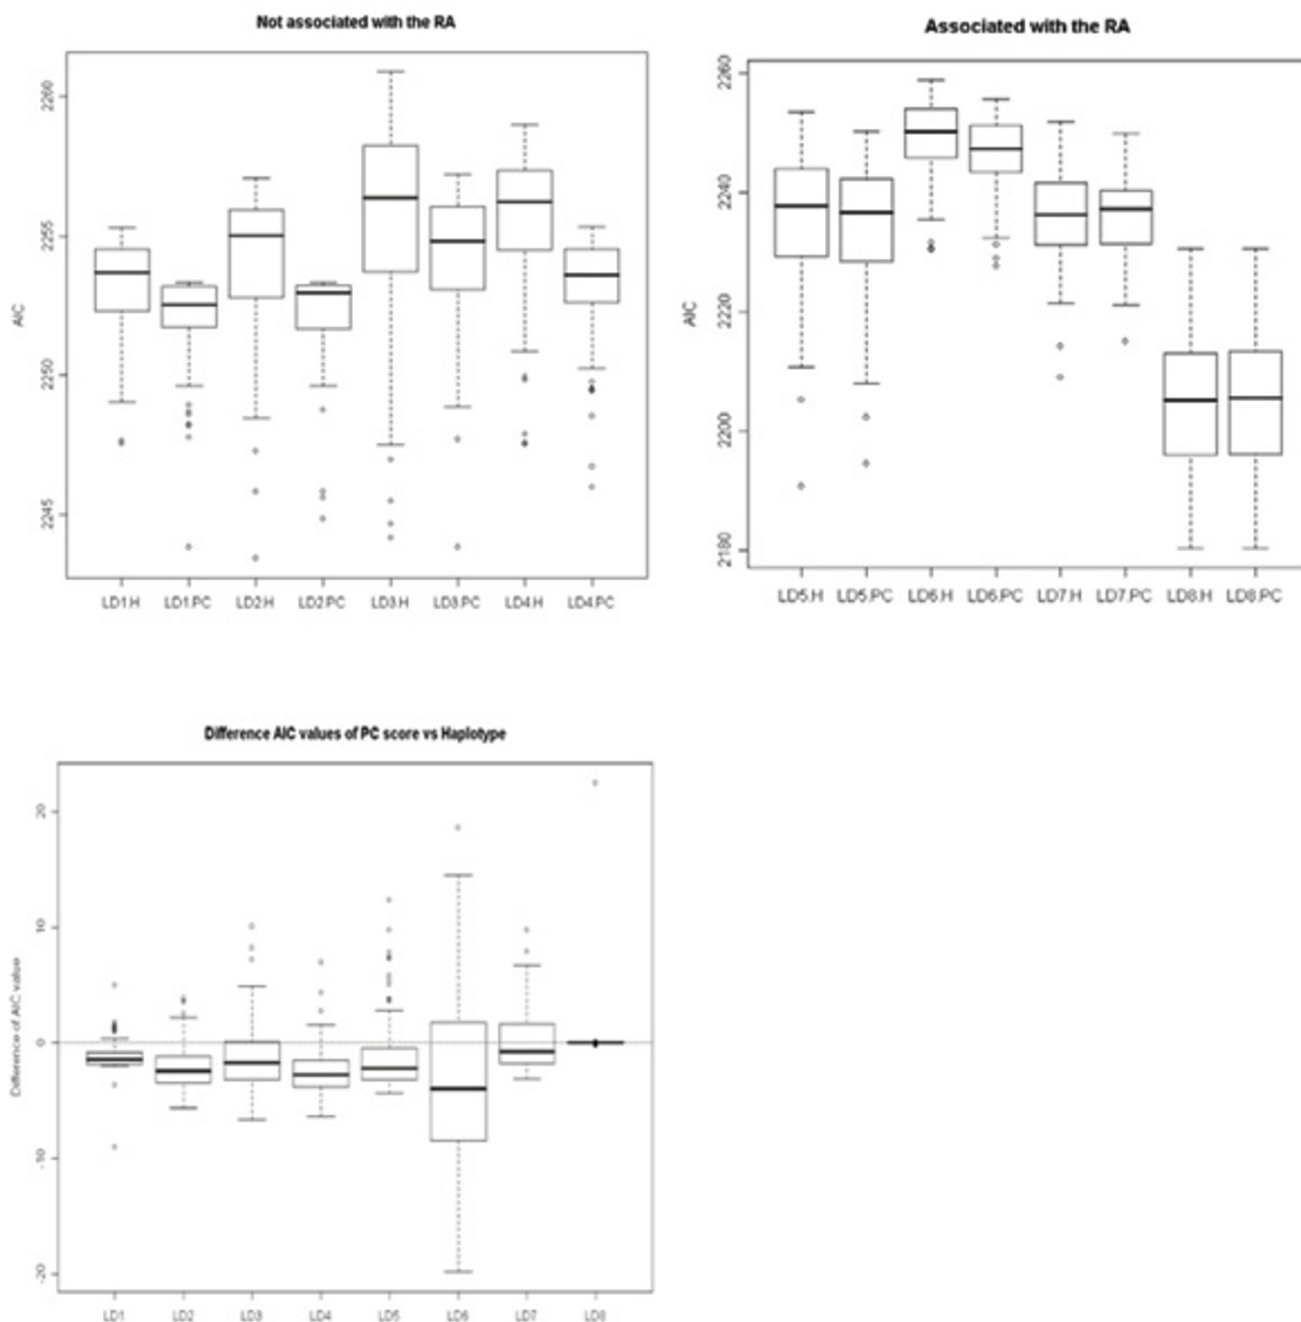 Not associated with the RA
AIC
2260
2255
2250
2245
LD1.H LD1.PC LD2.H LD2.PC LD3.H LD3.PC LD4.H LD4.PC
Associated with the RA
AIC
2260
2240
2220
2200
2180
LD5.H LD5.PC LD6.H LD6.PC LD7.H LD7.PC LD8.H LD8.PC
Difference AIC values of PC score vs Haplotype
Difference of AIC value
20
10
0
-10
-20
LD1 LD2 LD3 LD4 LD5 LD6 LD7 LD8